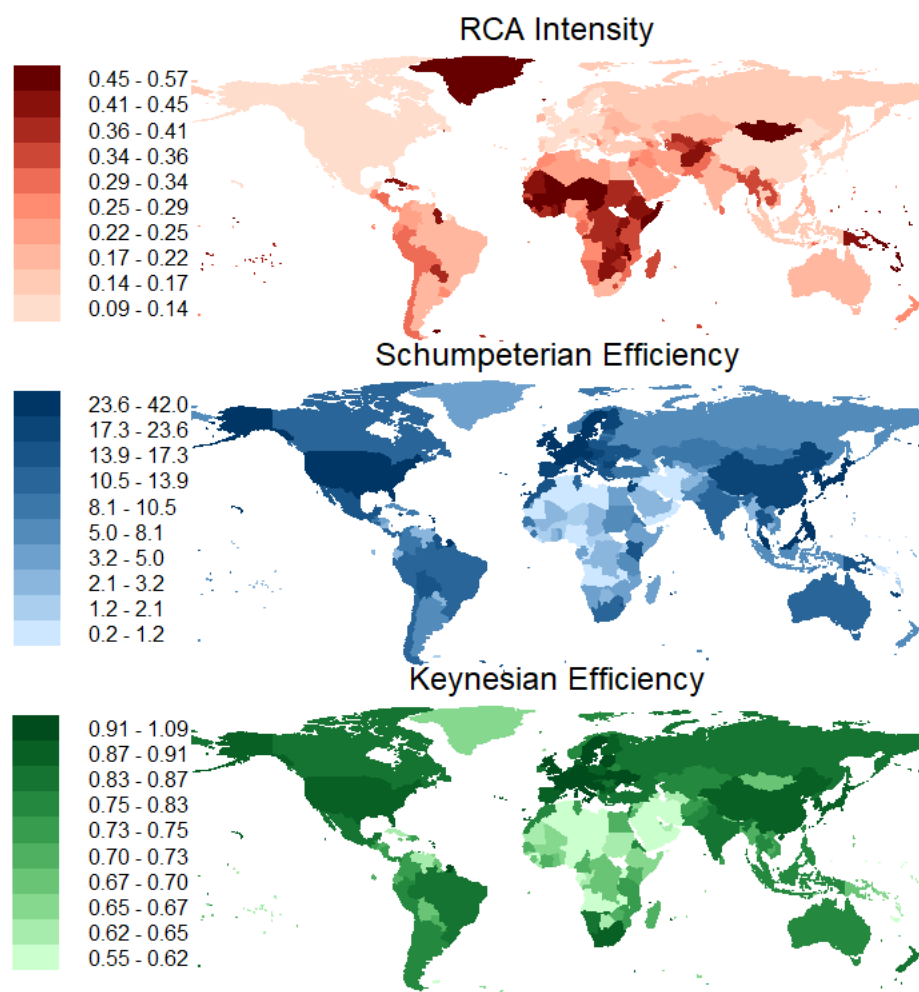 RCA Intensity
0.45 - 0.57
0.41 - 0.45
0.36 - 0.41
0.34 - 0.36
0.29 - 0.34
0.25 - 0.29
0.22 - 0.25
0.17 - 0.22
0.14 - 0.17
0.09 - 0.14
Schumpeterian Efficiency
23.6 - 42.0
17.3 - 23.6
13.9 - 17.3
10.5 - 13.9
8.1 - 10.5
5.0 - 8.1
3.2 - 5.0
2.1 - 3.2
1.2 - 2.1
0.2 - 1.2
Keynesian Efficiency
0.91 - 1.09
0.87 - 0.91
0.83 - 0.87
0.75 - 0.83
0.73 - 0.75
0.70 - 0.73
0.67 - 0.70
0.65 - 0.67
0.62 - 0.65
0.55 - 0.62